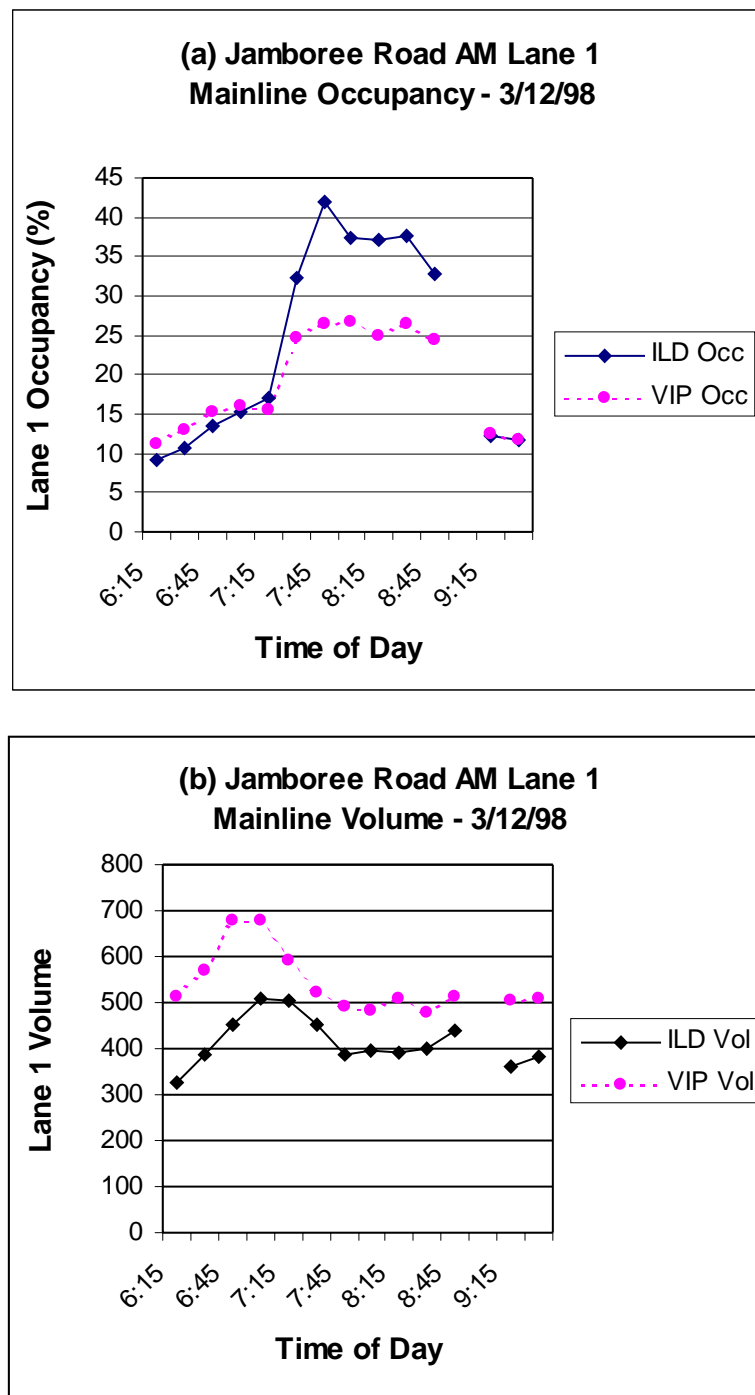 (a) Jamboree Road AM Lane 1
Mainline Occupancy - 3/12/98
45
40
35
30
25
20
15
10
5
0
Lane 1 Occupancy (%)
6:15
6:45
7:15
7:45
8:15
8:45
9:15
Time of Day
ILD Occ
VIP Occ
(b) Jamboree Road AM Lane 1
Mainline Volume - 3/12/98
800
700
600
500
400
300
200
100
0
Lane 1 Volume
6:15
6:45
7:15
7:45
8:15
8:45
9:15
Time of Day
ILD Vol
VIP Vol